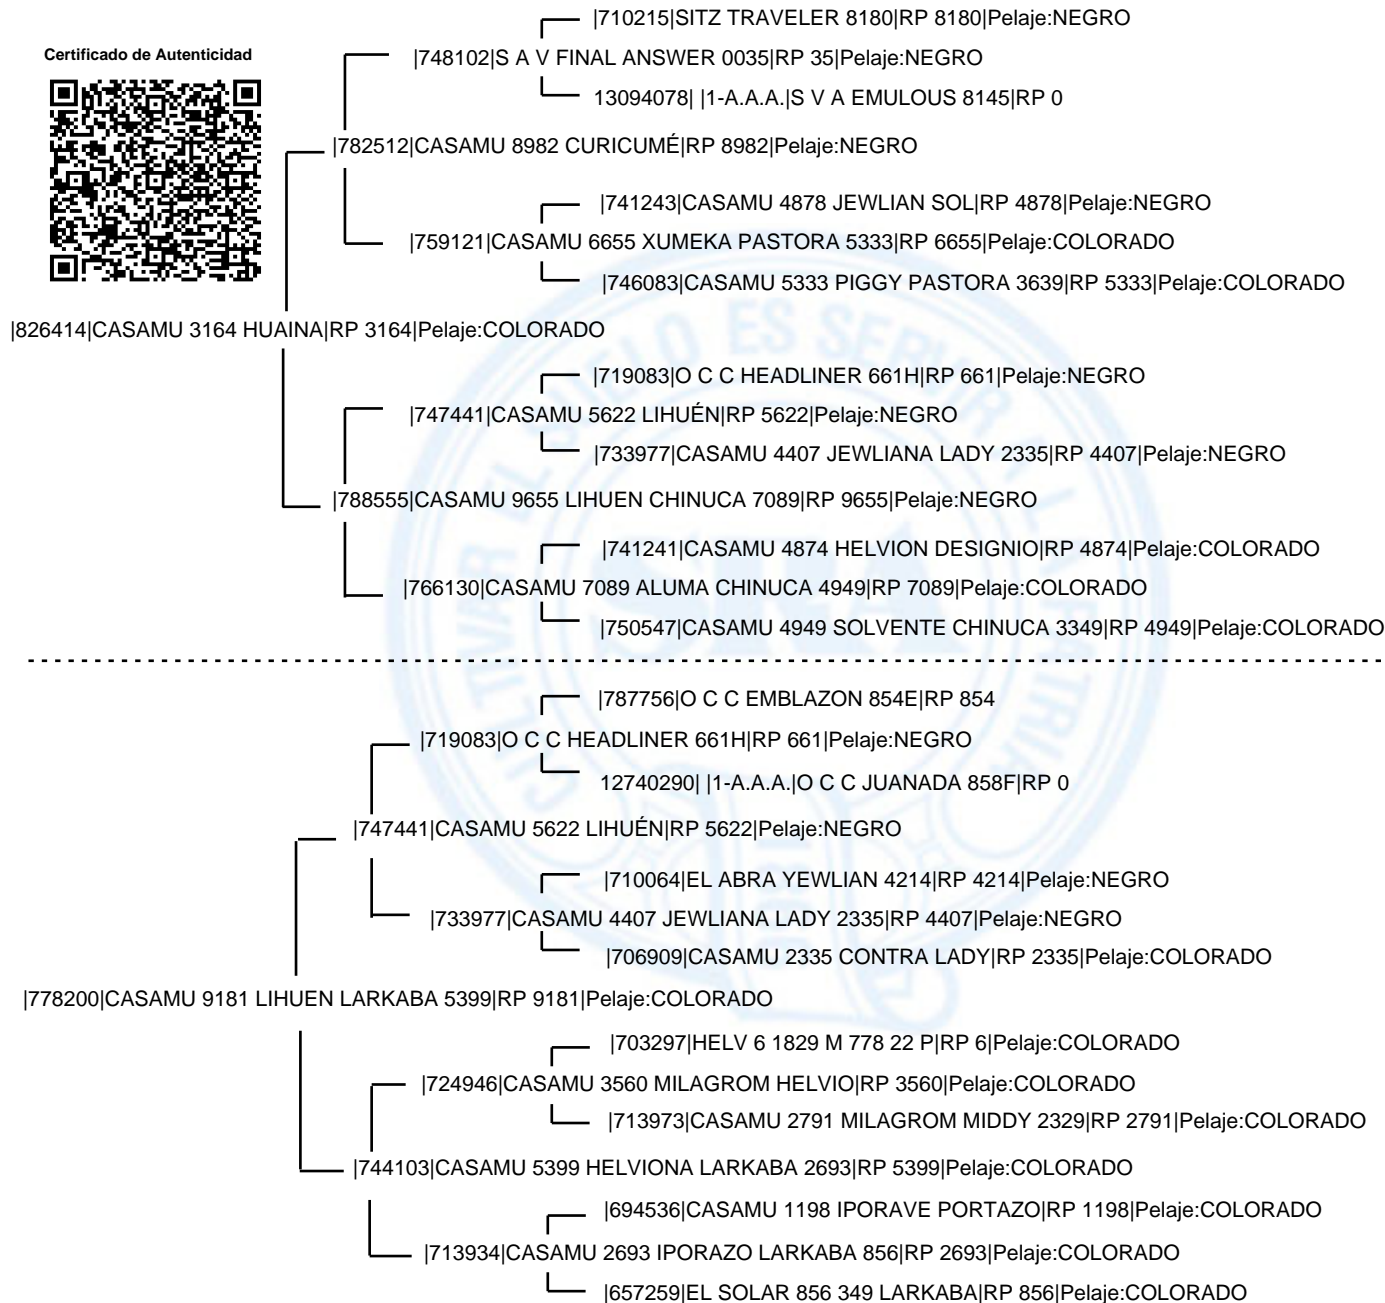 |710215|SITZ TRAVELER 8180|RP 8180|Pelaje:NEGRO
Certificado de Autenticidad
|748102|S A V FINAL ANSWER 0035|RP 35|Pelaje:NEGRO
13094078| |1-A.A.A.|S V A EMULOUS 8145|RP 0
|782512|CASAMU 8982 CURICUMÉ|RP 8982|Pelaje:NEGRO
|741243|CASAMU 4878 JEWLIAN SOL|RP 4878|Pelaje:NEGRO
|759121|CASAMU 6655 XUMEKA PASTORA 5333|RP 6655|Pelaje:COLORADO
|746083|CASAMU 5333 PIGGY PASTORA 3639|RP 5333|Pelaje:COLORADO
|826414|CASAMU 3164 HUAINA|RP 3164|Pelaje:COLORADO
|719083|O C C HEADLINER 661H|RP 661|Pelaje:NEGRO
|747441|CASAMU 5622 LIHUÉN|RP 5622|Pelaje:NEGRO
|733977|CASAMU 4407 JEWLIANA LADY 2335|RP 4407|Pelaje:NEGRO
|788555|CASAMU 9655 LIHUEN CHINUCA 7089|RP 9655|Pelaje:NEGRO
|741241|CASAMU 4874 HELVION DESIGNIO|RP 4874|Pelaje:COLORADO
|766130|CASAMU 7089 ALUMA CHINUCA 4949|RP 7089|Pelaje:COLORADO
|750547|CASAMU 4949 SOLVENTE CHINUCA 3349|RP 4949|Pelaje:COLORADO
|787756|O C C EMBLAZON 854E|RP 854
|719083|O C C HEADLINER 661H|RP 661|Pelaje:NEGRO
12740290| |1-A.A.A.|O C C JUANADA 858F|RP 0
|747441|CASAMU 5622 LIHUÉN|RP 5622|Pelaje:NEGRO
|710064|EL ABRA YEWLIAN 4214|RP 4214|Pelaje:NEGRO
|733977|CASAMU 4407 JEWLIANA LADY 2335|RP 4407|Pelaje:NEGRO
|706909|CASAMU 2335 CONTRA LADY|RP 2335|Pelaje:COLORADO
|778200|CASAMU 9181 LIHUEN LARKABA 5399|RP 9181|Pelaje:COLORADO
|703297|HELV 6 1829 M 778 22 P|RP 6|Pelaje:COLORADO
|724946|CASAMU 3560 MILAGROM HELVIO|RP 3560|Pelaje:COLORADO
|713973|CASAMU 2791 MILAGROM MIDDY 2329|RP 2791|Pelaje:COLORADO
|744103|CASAMU 5399 HELVIONA LARKABA 2693|RP 5399|Pelaje:COLORADO
|694536|CASAMU 1198 IPORAVE PORTAZO|RP 1198|Pelaje:COLORADO
|713934|CASAMU 2693 IPORAZO LARKABA 856|RP 2693|Pelaje:COLORADO
|657259|EL SOLAR 856 349 LARKABA|RP 856|Pelaje:COLORADO
CULTIVAR EL SUELO ES SERVIR A LA PATRIA
SRA
1866